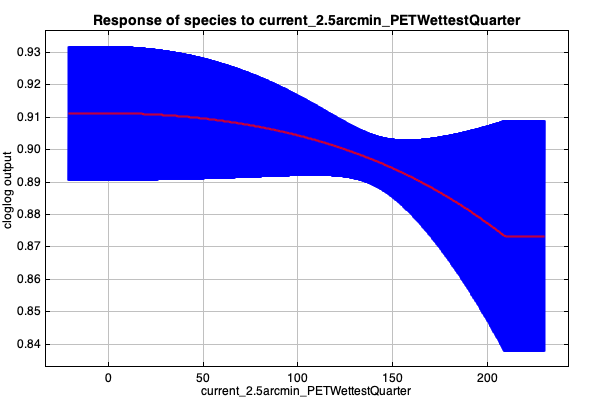 Response of species to current_2.5arcmin_PETWettestQuarter
0.93
0.92
0.91
0.90
0.89
0.88
0.87
0.86
0.85
0.84
cloglog output
0 50 100 150 200
current_2.5arcmin_PETWettestQuarter